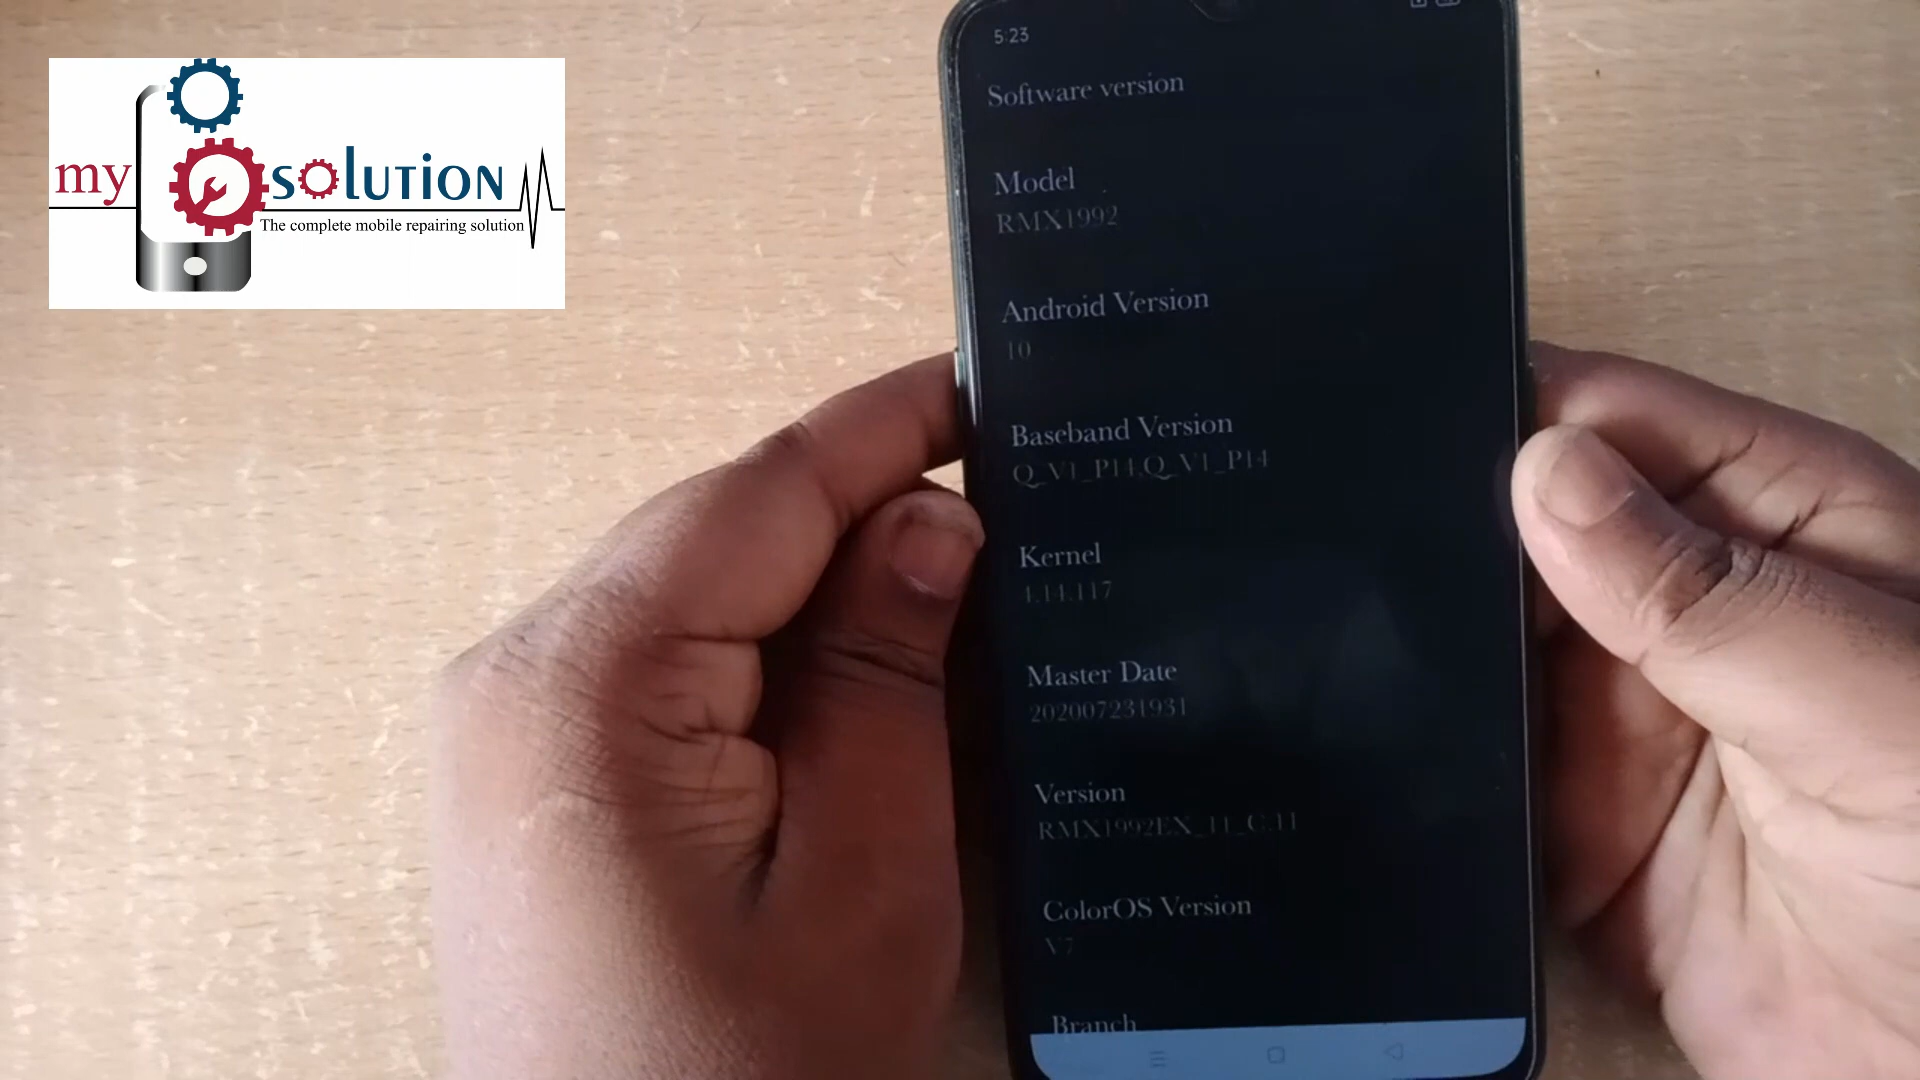 my solution
The complete mobile repairing solution
5:23
Software version
Model
RMX1992
Android Version
10
Baseband Version
Q_V1_P14,Q_V1_P14
Kernel
4.14.117
Master Date
202007231931
Version
RMX1992EX_11_C.11
ColorOS Version
V7
Branch